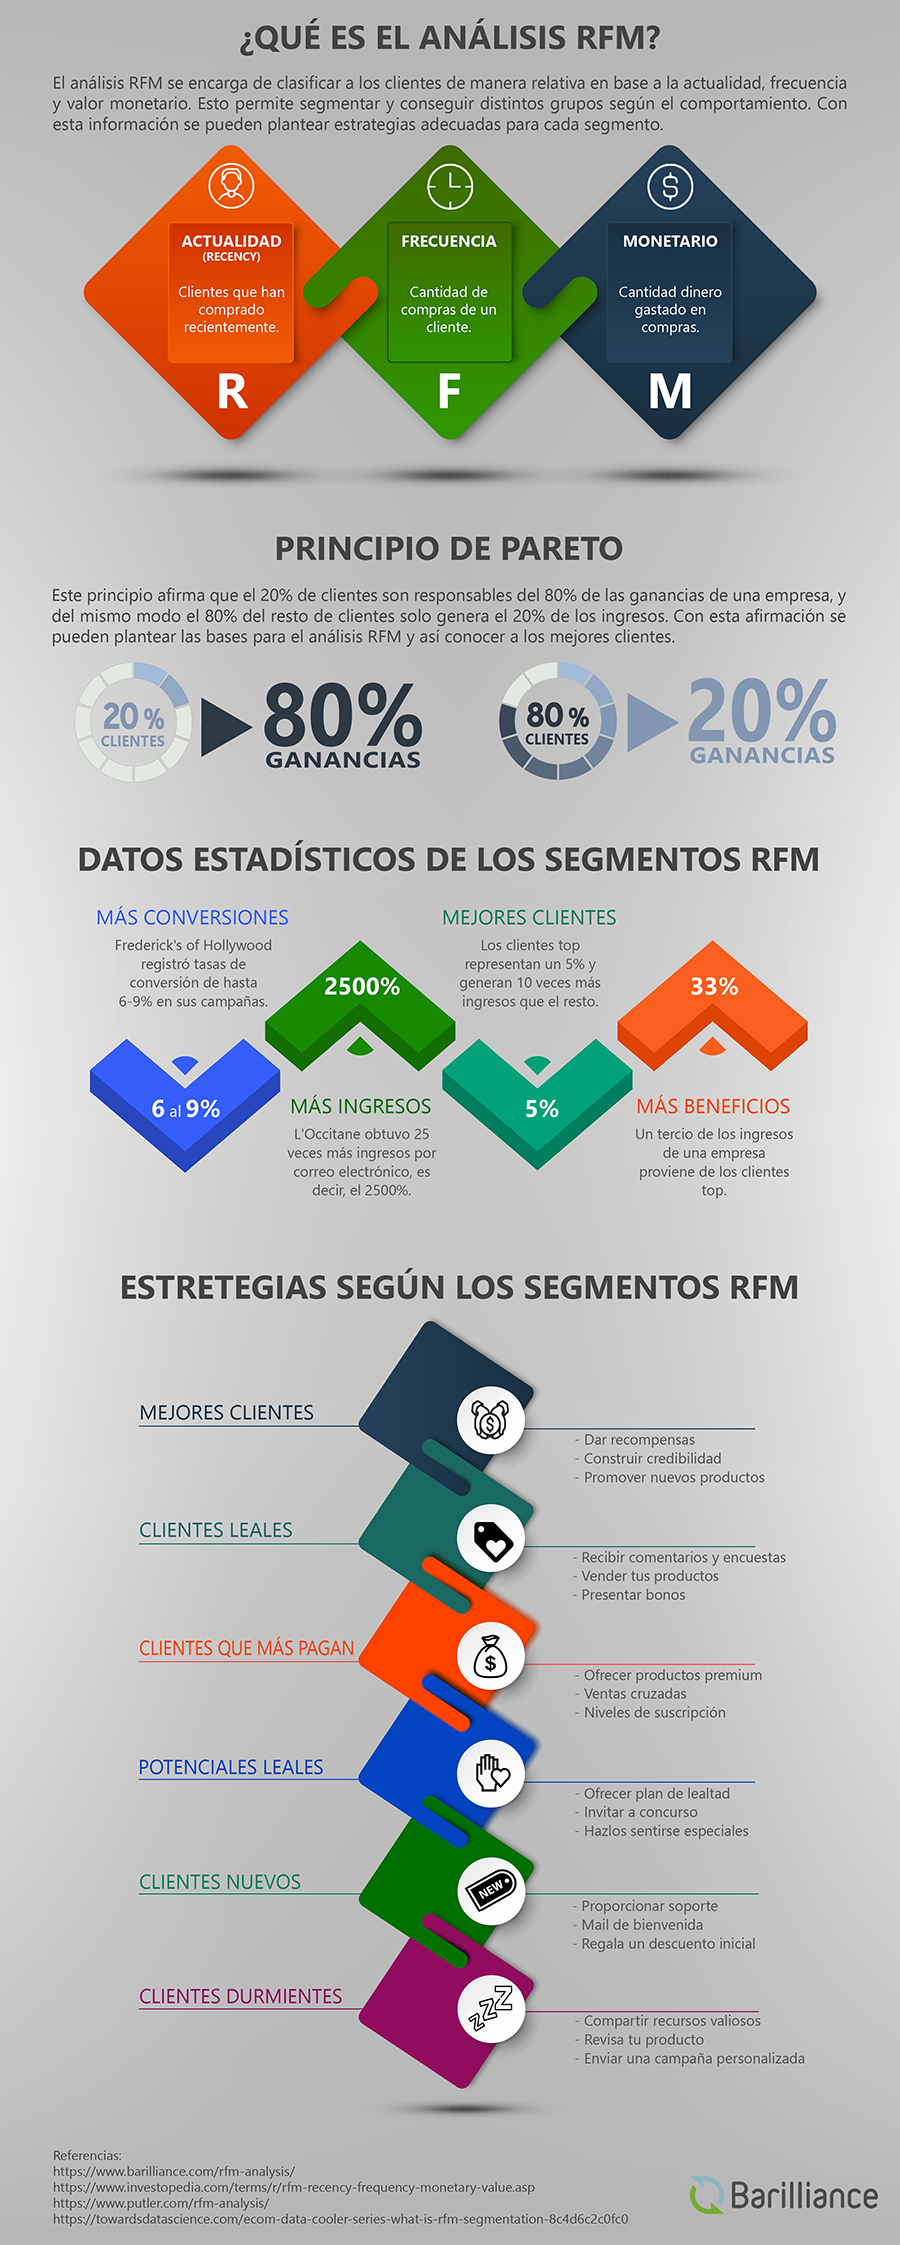 ¿QUÉ ES EL ANÁLISIS RFM?
El análisis RFM se encarga de clasificar a los clientes de manera relativa en base a la actualidad, frecuencia
y valor monetario. Esto permite segmentar y conseguir distintos grupos según el comportamiento. Con
esta información se pueden plantear estrategias adecuadas para cada segmento.
ACTUALIDAD
(RECENCY)
Clientes que han
comprado
recientemente.
R
FRECUENCIA
Cantidad de
compras de un
cliente.
F
$
MONETARIO
Cantidad dinero
gastado en
compras.
M
PRINCIPIO DE PARETO
Este principio afirma que el 20% de clientes son responsables del 80% de las ganancias de una empresa, y
del mismo modo el 80% del resto de clientes solo genera el 20% de los ingresos. Con esta afirmación se
pueden plantear las bases para el análisis RFM y así conocer a los mejores clientes.
20 %
CLIENTES
80%
GANANCIAS
80 %
CLIENTES
20%
GANANCIAS
DATOS ESTADÍSTICOS DE LOS SEGMENTOS RFM
MÁS CONVERSIONES
Frederick's of Hollywood
registró tasas de
conversión de hasta
6-9% en sus campañas.
6 al 9%
2500%
MÁS INGRESOS
L'Occitane obtuvo 25
veces más ingresos por
correo electrónico, es
decir, el 2500%.
MEJORES CLIENTES
Los clientes top
representan un 5% y
generan 10 veces más
ingresos que el resto.
5%
33%
MÁS BENEFICIOS
Un tercio de los ingresos
de una empresa
proviene de los clientes
top.
ESTRETEGIAS SEGÚN LOS SEGMENTOS RFM
MEJORES CLIENTES
$
- Dar recompensas
- Construir credibilidad
- Promover nuevos productos
CLIENTES LEALES
- Recibir comentarios y encuestas
- Vender tus productos
- Presentar bonos
CLIENTES QUE MÁS PAGAN
$
- Ofrecer productos premium
- Ventas cruzadas
- Niveles de suscripción
POTENCIALES LEALES
- Ofrecer plan de lealtad
- Invitar a concurso
- Hazlos sentirse especiales
CLIENTES NUEVOS
NEW
- Proporcionar soporte
- Mail de bienvenida
- Regala un descuento inicial
CLIENTES DURMIENTES
ZZZ
- Compartir recursos valiosos
- Revisa tu producto
- Enviar una campaña personalizada
Referencias:
https://www.barilliance.com/rfm-analysis/
https://www.investopedia.com/terms/r/rfm-recency-frequency-monetary-value.asp
https://www.putler.com/rfm-analysis/
https://towardsdatascience.com/ecom-data-cooler-series-what-is-rfm-segmentation-8c4d6c2c0fc0
Barilliance